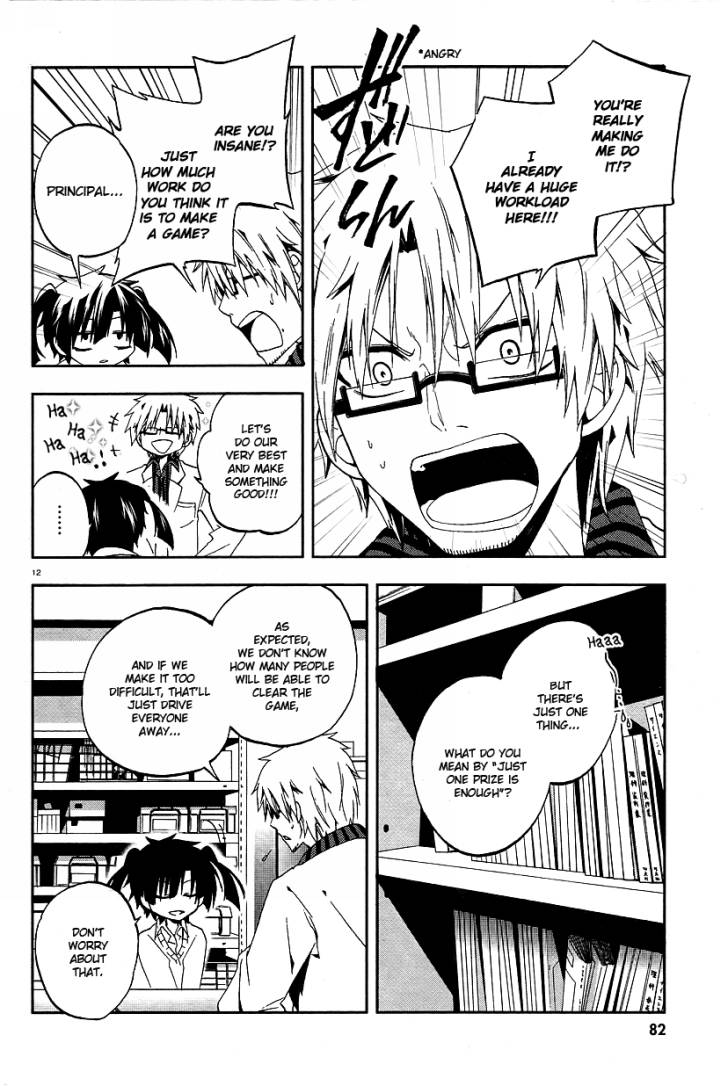 *ANGRY
YOU'RE
REALLY
MAKING
ME DO
IT!?
I
ALREADY
HAVE A HUGE
WORKLOAD
HERE!!!
ARE YOU
INSANE!?
JUST
HOW MUCH
WORK DO
YOU THINK IT
IS TO MAKE
A GAME?
PRINCIPAL...
LET'S
DO OUR
VERY BEST
AND MAKE
SOMETHING
GOOD!!!
Ha
Ha
Ha
Ha..!!
......
12
Haaa
BUT
THERE'S
JUST ONE
THING...
WHAT DO YOU
MEAN BY "JUST
ONE PRIZE IS
ENOUGH"?
AS
EXPECTED,
WE DON'T KNOW
HOW MANY PEOPLE
WILL BE ABLE TO
CLEAR THE
GAME,
AND IF WE
MAKE IT TOO
DIFFICULT, THAT'LL
JUST DRIVE
EVERYONE
AWAY...
DON'T
WORRY
ABOUT
THAT.
82